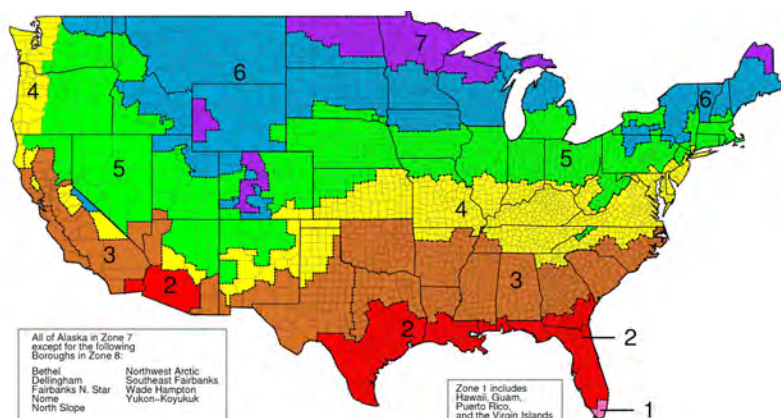 7
6
4
6
5
5
4
3
3
2
2
2
1
All of Alaska in Zone 7
except for the following
Boroughs in Zone 8:
Bethel Northwest Arctic
Dellingham Southeast Fairbanks
Fairbanks N. Star Wade Hampton
Nome Yukon-Koyukuk
North Slope
Zone 1 includes
Hawaii, Guam,
Puerto Rico,
and the Virgin Islands